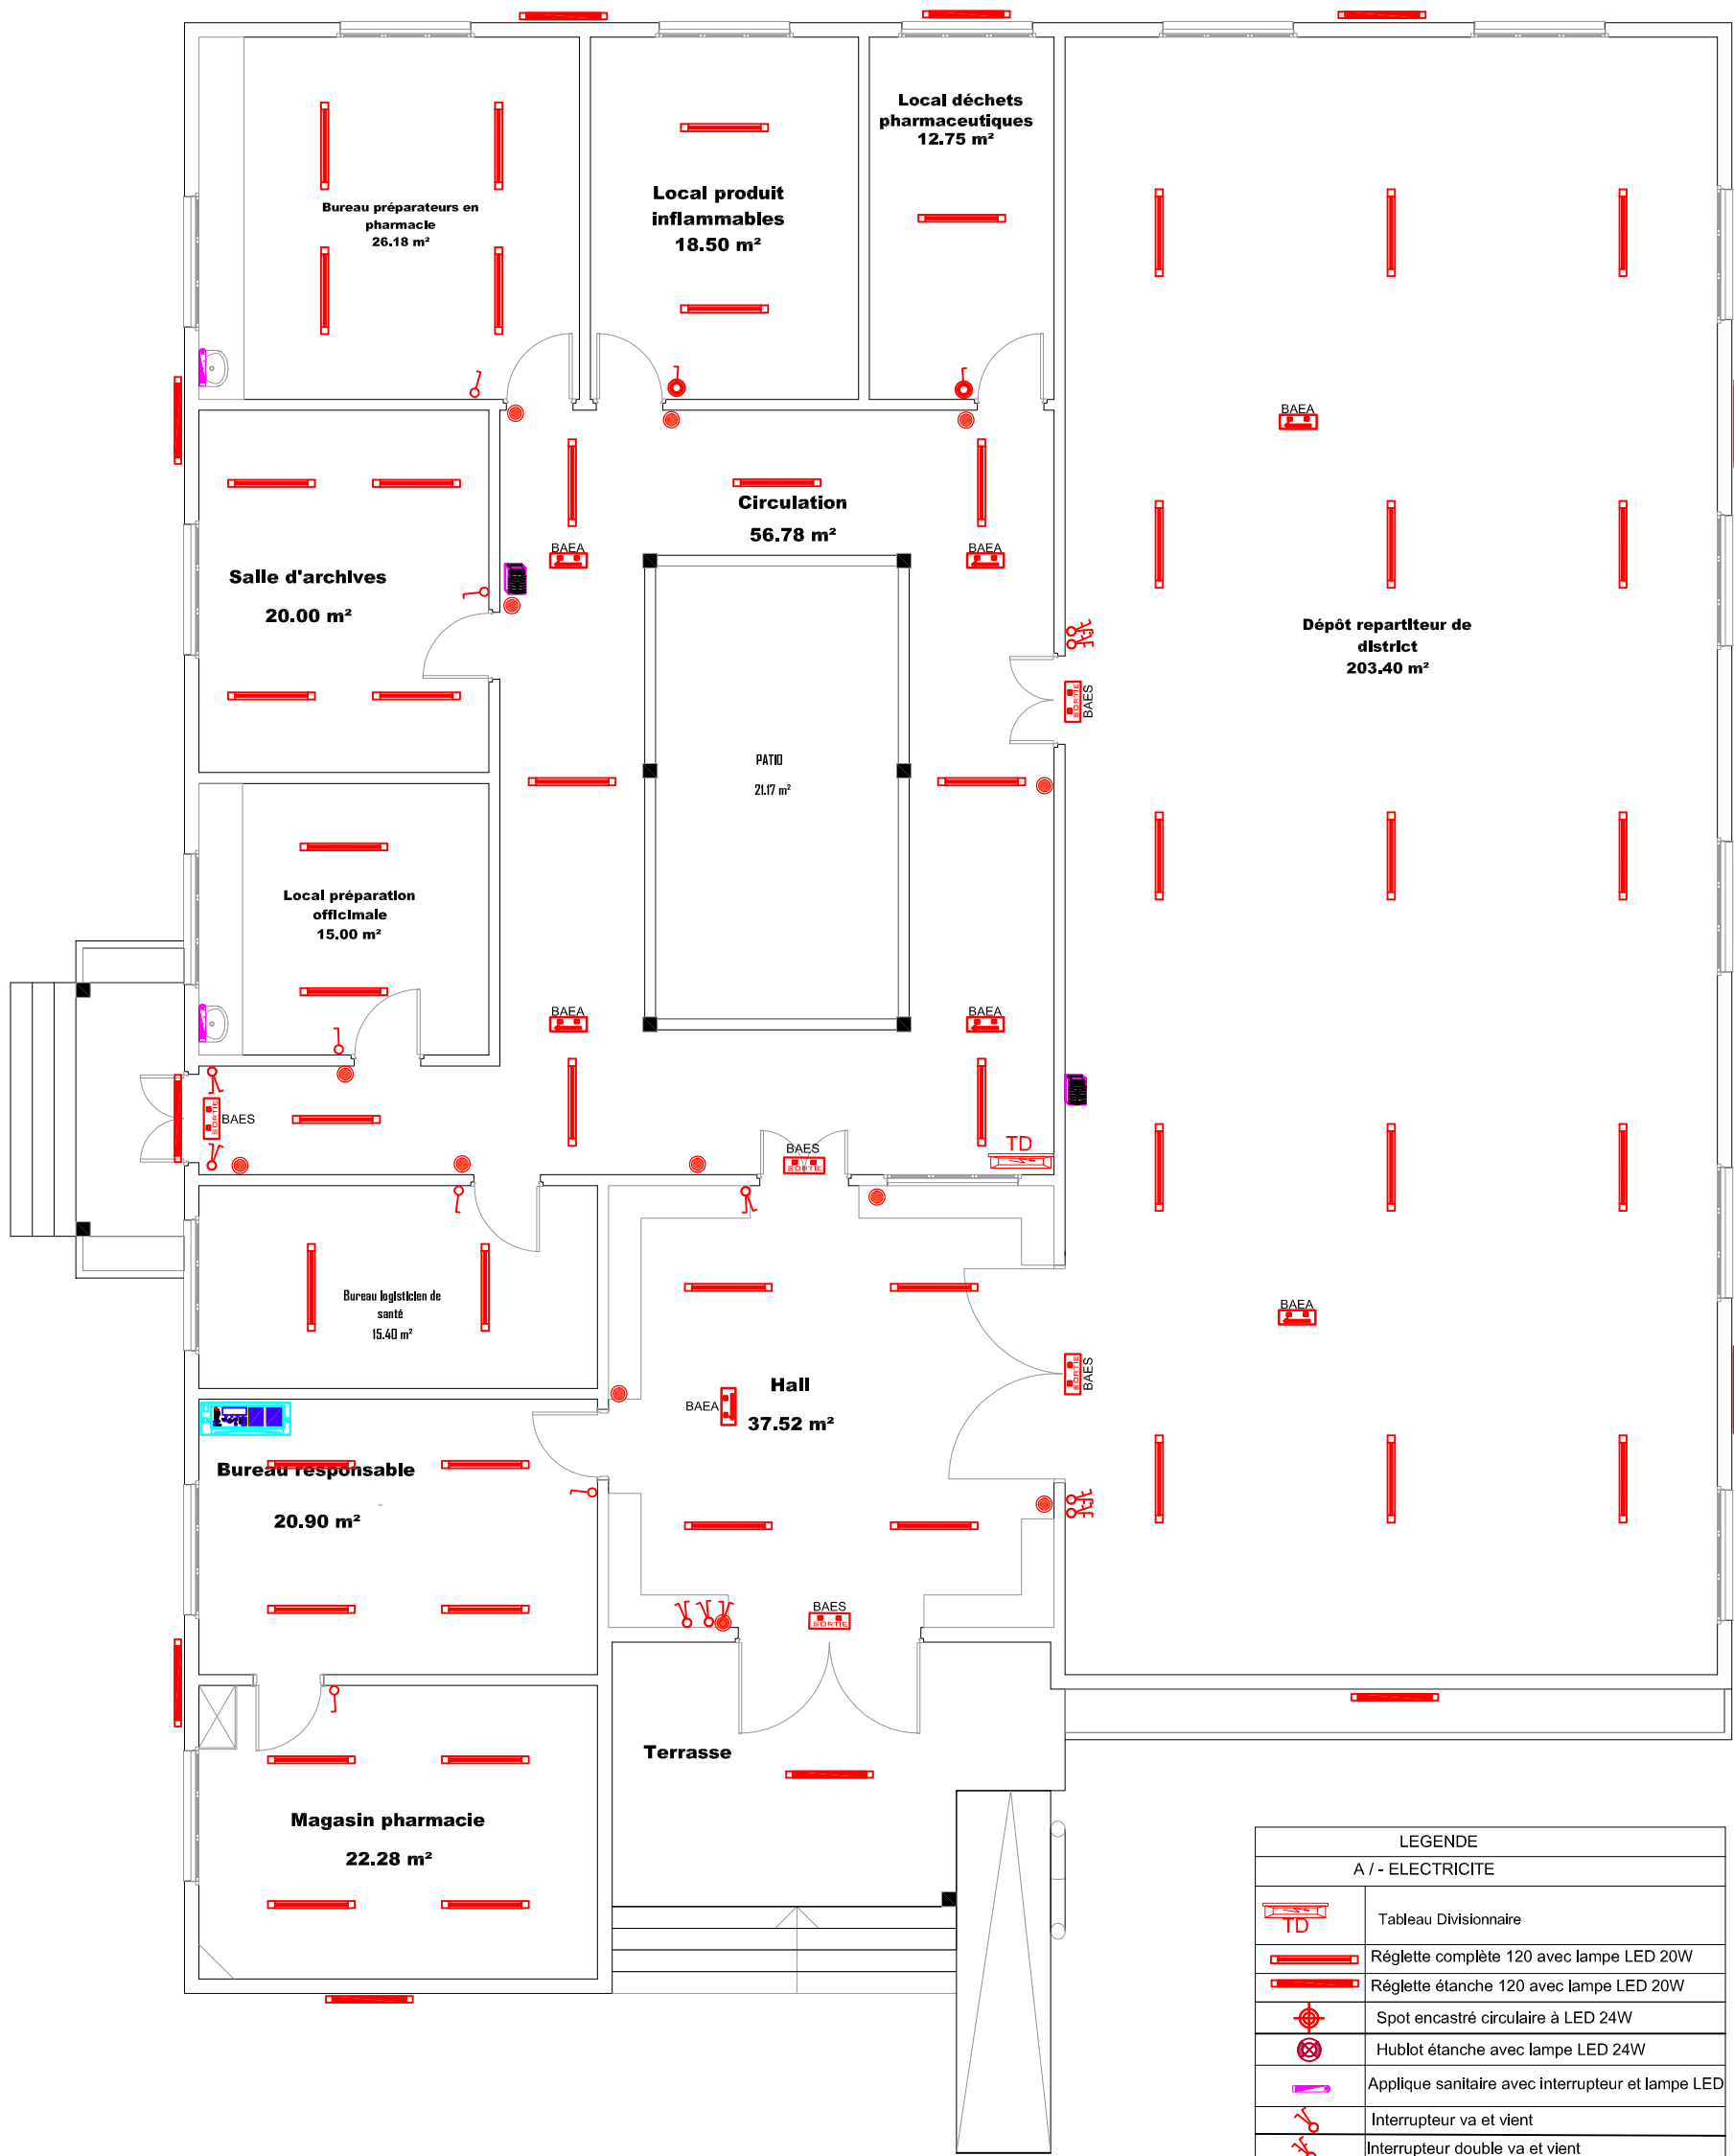 Local déchets
pharmaceutiques
12.75 m²
Local produit
inflammables
18.50 m²
Bureau préparateurs en
pharmacie
26.18 m²
BAEA
Circulation
56.78 m²
BAEA
BAEA
Salle d'archives
20.00 m²
Dépôt repartiteur de
district
203.40 m²
SORTIE
BAES
PATIO
21.17 m²
Local préparation
officimale
15.00 m²
BAEA
BAEA
SORTIE
BAES
TD
BAES
SORTIE
Bureau logisticien de
santé
15.40 m²
BAEA
SORTIE
BAES
Hall
37.52 m²
BAEA
Bureau responsable
20.90 m²
BAES
SORTIE
Terrasse
Magasin pharmacie
22.28 m²
LEGENDE
A / - ELECTRICITE
TD
Tableau Divisionnaire
Réglette complète 120 avec lampe LED 20W
Réglette étanche 120 avec lampe LED 20W
Spot encastré circulaire à LED 24W
Hublot étanche avec lampe LED 24W
Applique sanitaire avec interrupteur et lampe LED
Interrupteur va et vient
Interrupteur double va et vient